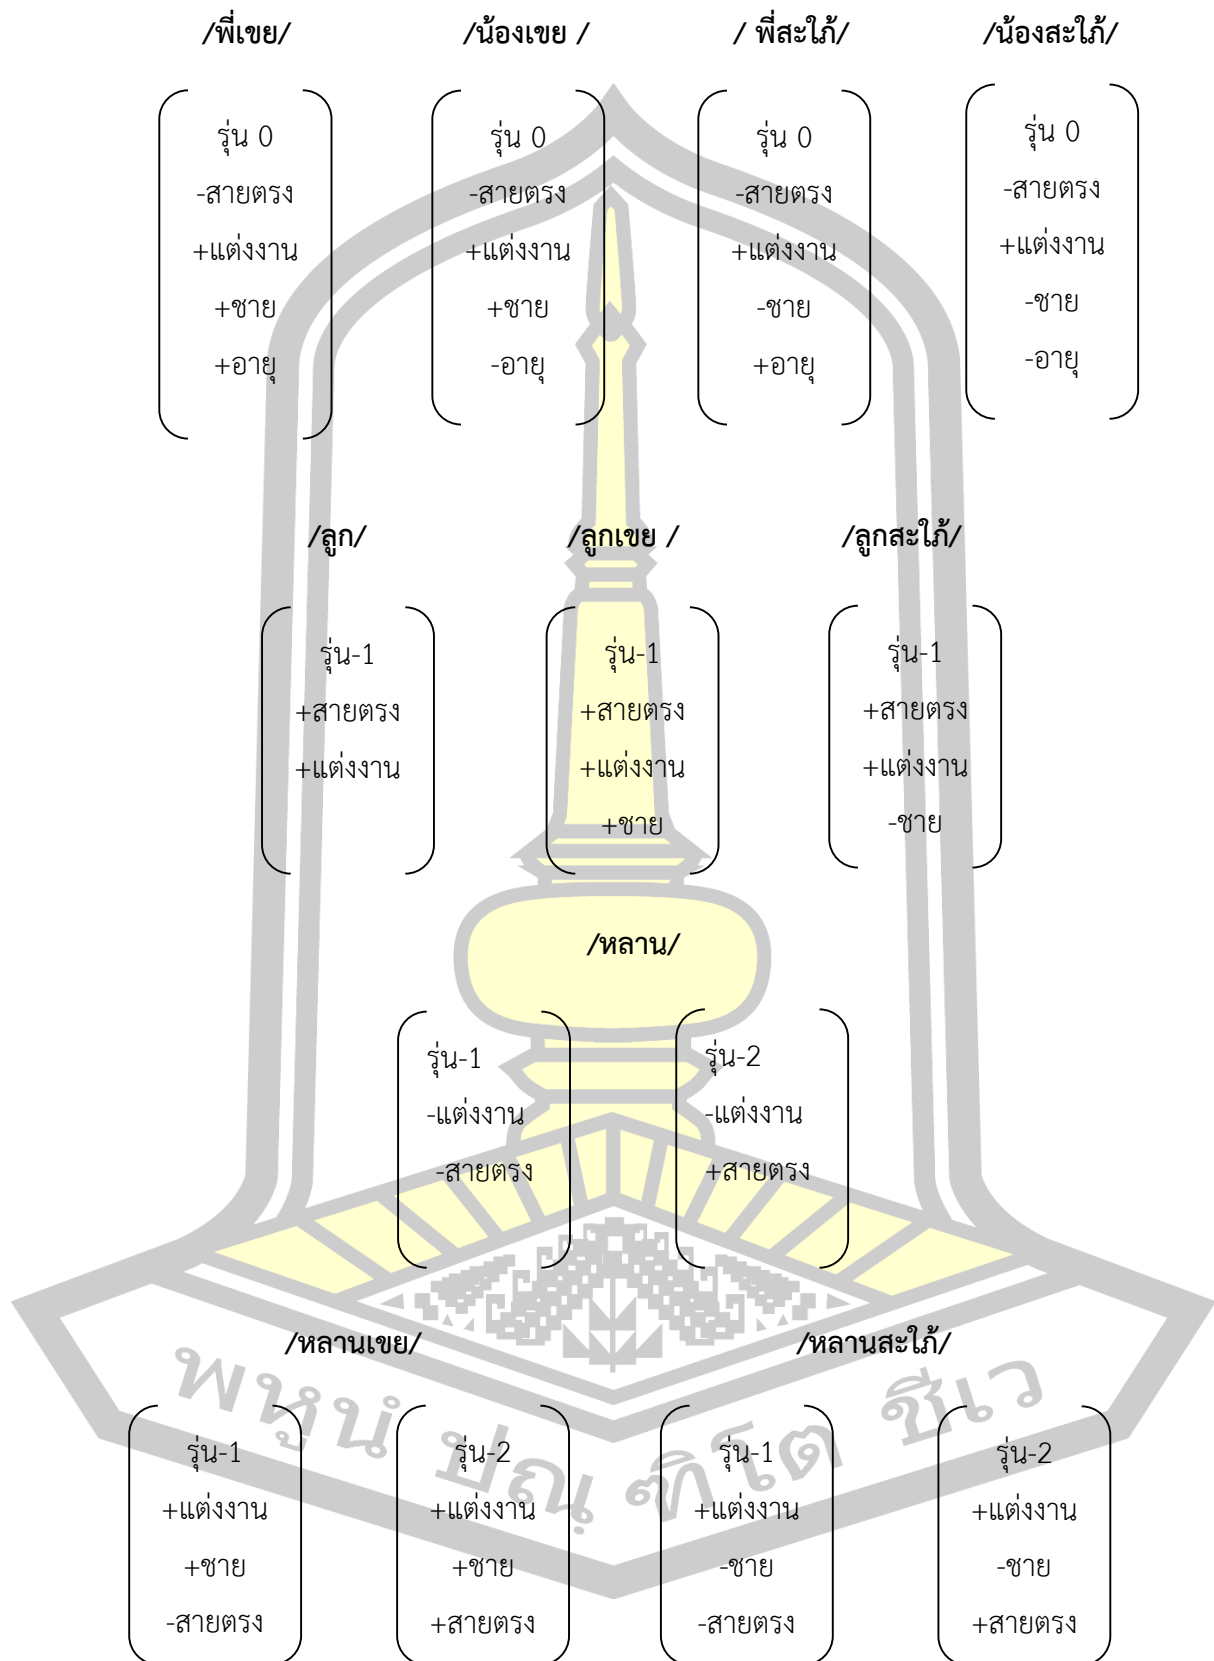 /พี่เขย/ /น้องเขย / / พี่สะใภ้/ /น้องสะใภ้/
รุ่น 0 รุ่น 0 รุ่น 0 รุ่น 0
-สายตรง -สายตรง -สายตรง -สายตรง
+แต่งงาน +แต่งงาน +แต่งงาน +แต่งงาน
+ชาย +ชาย -ชาย -ชาย
+อายุ -อายุ +อายุ -อายุ
/ลูก/ /ลูกเขย / /ลูกสะใภ้/
รุ่น-1 รุ่น-1 รุ่น-1
+สายตรง +สายตรง +สายตรง
+แต่งงาน +แต่งงาน +แต่งงาน
+ชาย -ชาย
/หลาน/
รุ่น-1 รุ่น-2
-แต่งงาน -แต่งงาน
-สายตรง +สายตรง
/หลานเขย/ /หลานสะใภ้/
รุ่น-1 รุ่น-2 รุ่น-1 รุ่น-2
+แต่งงาน +แต่งงาน +แต่งงาน +แต่งงาน
+ชาย +ชาย -ชาย -ชาย
-สายตรง +สายตรง -สายตรง +สายตรง
พหูนํ ปณฺฑิโต ชีเว